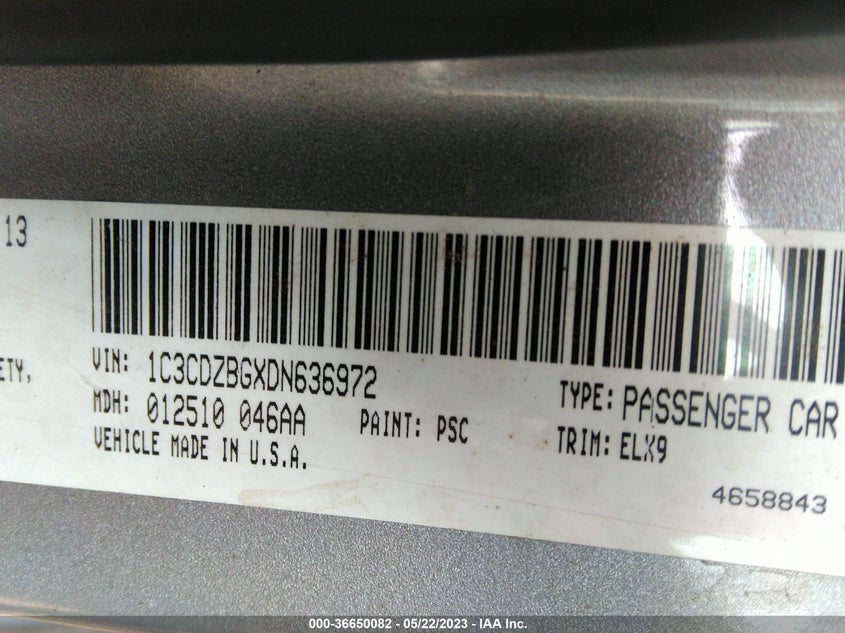 13
ETY,
VIN: 1C3CDZBGXDN636972
TYPE: PASSENGER CAR
MDH: 012510 046AA
PAINT: PSC
TRIM: ELX9
VEHICLE MADE IN U.S.A.
4658843
000-36650082 - 05/22/2023 - IAA Inc.